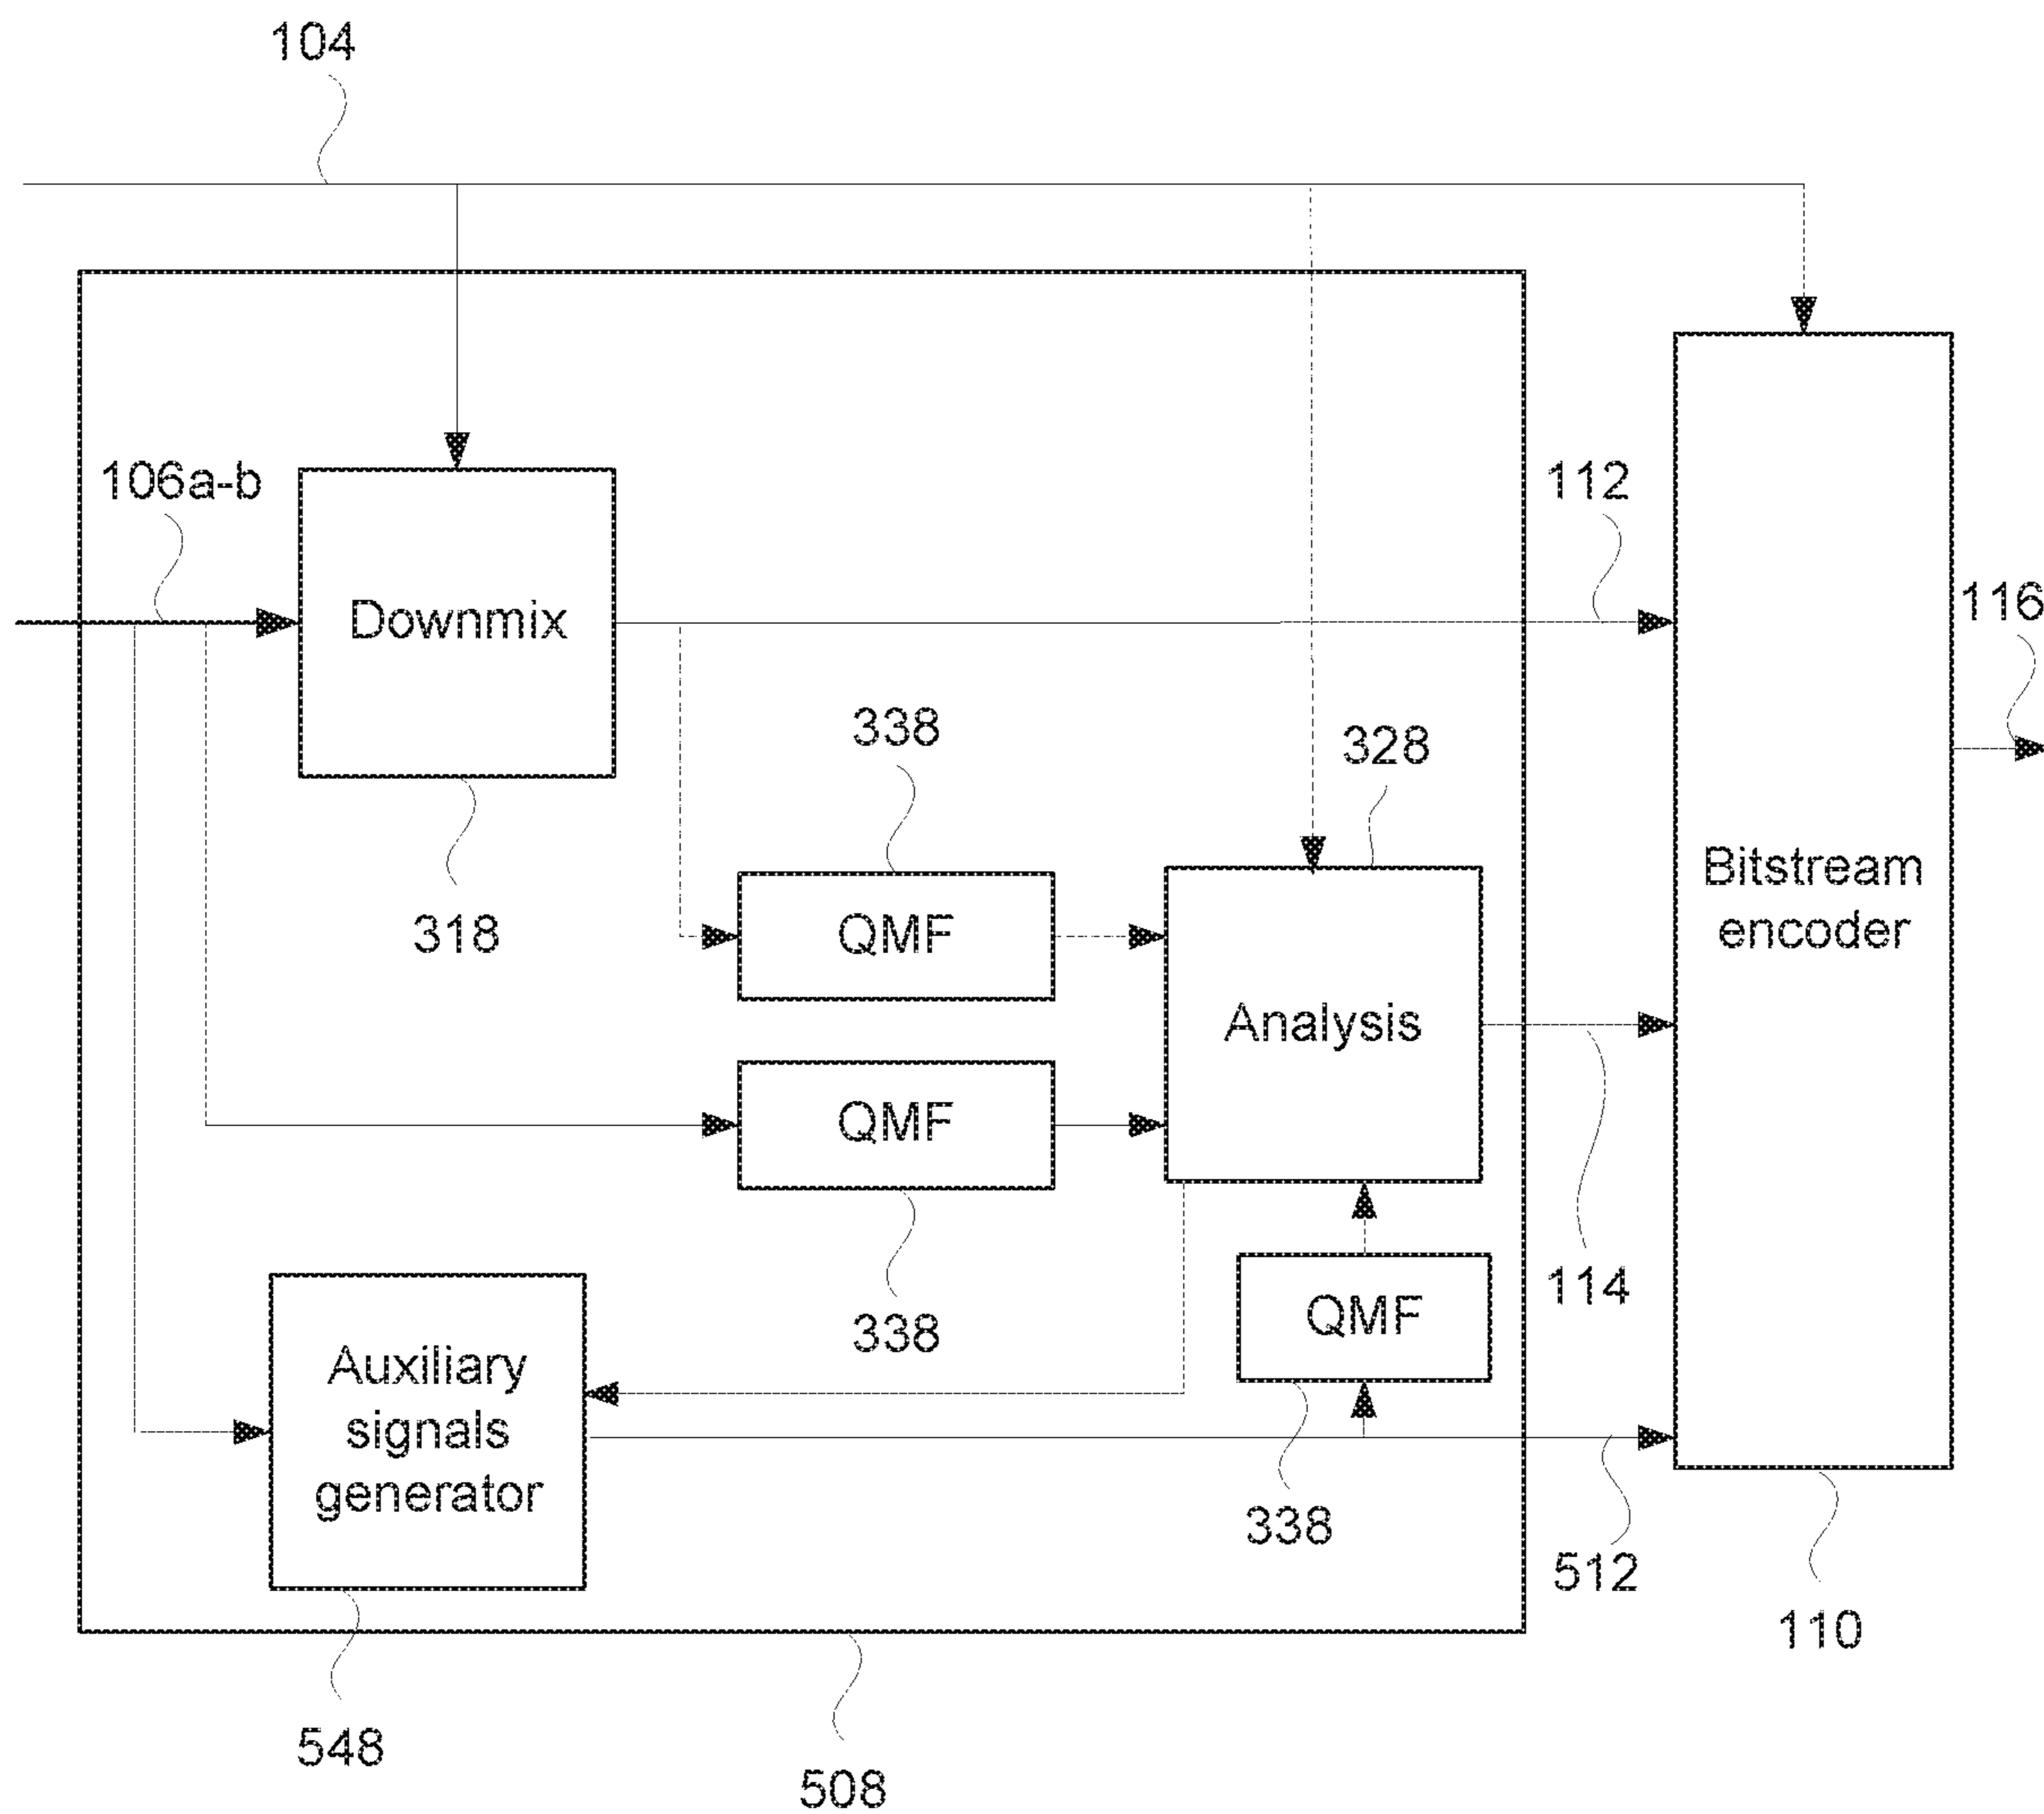 104
106a-b
112
116
Downmix
338
328
318
QMF
Bitstream
encoder
Analysis
QMF
114
QMF
338
Auxiliary
signals
generator
338
512
110
548
508